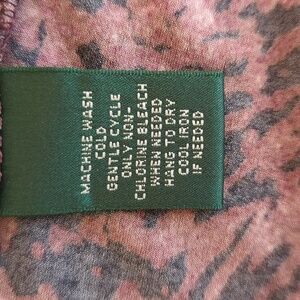 MACHINE WASH
COLD
GENTLE CYCLE
ONLY NON-
CHLORINE BLEACH
WHEN NEEDED
HANG TO DRY
COOL IRON
IF NEEDED